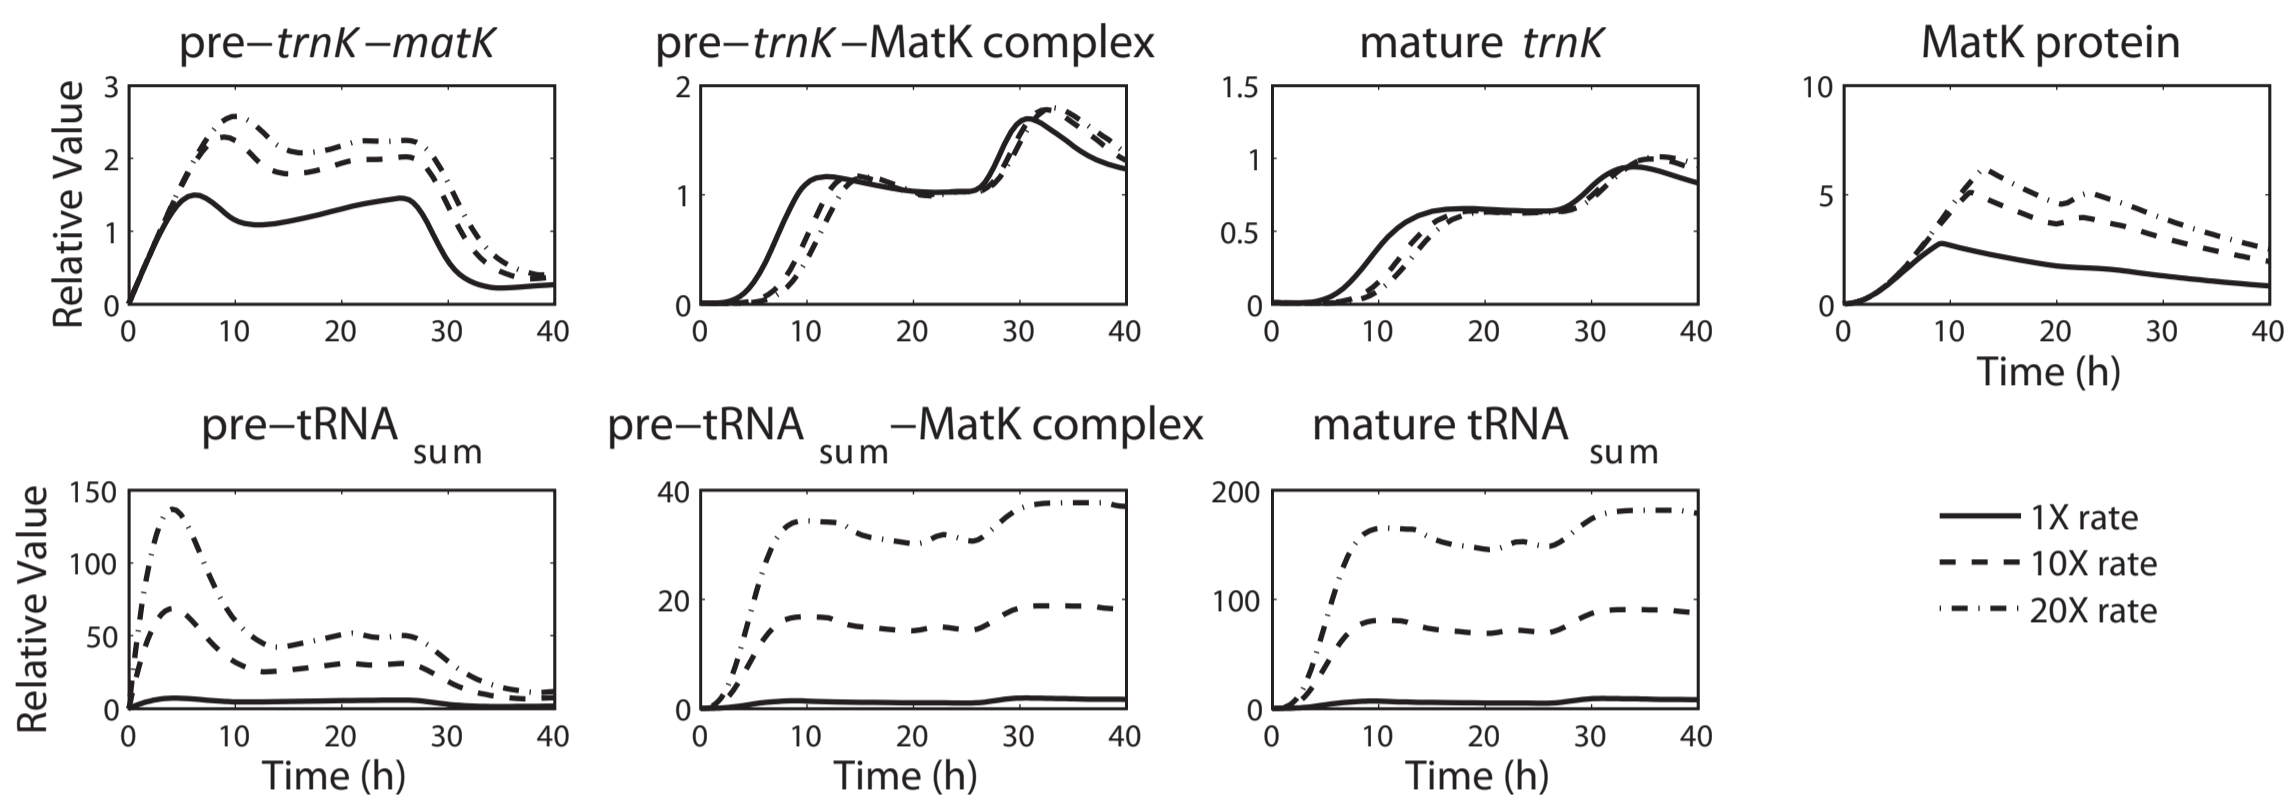 pre–trnK–matK
pre–trnK–MatK complex
mature trnK
MatK protein
Relative Value
3
2
1
0
0 10 20 30 40
2
1
0
0 10 20 30 40
1.5
1
0.5
0
0 10 20 30 40
10
5
0
0 10 20 30 40
Time (h)
pre–tRNA sum
pre–tRNA sum–MatK complex
mature tRNA sum
Relative Value
150
100
50
0
0 10 20 30 40
Time (h)
40
20
0
0 10 20 30 40
Time (h)
200
100
0
0 10 20 30 40
Time (h)
1X rate
10X rate
20X rate